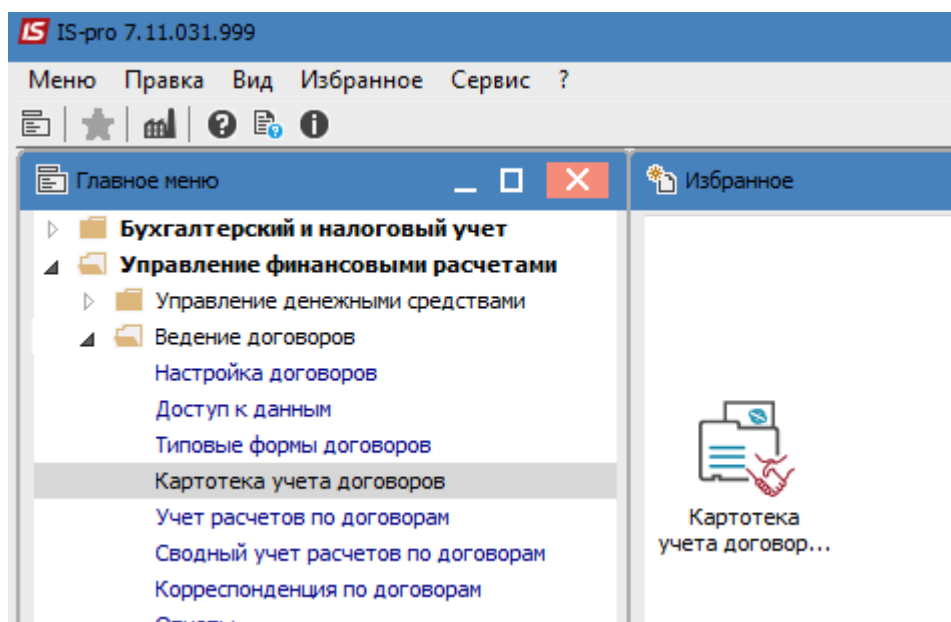 IS IS-pro 7.11.031.999
Меню Правка Вид Избранное Сервис ?
Главное меню
Избранное
Бухгалтерский и налоговый учет
Управление финансовыми расчетами
Управление денежными средствами
Ведение договоров
Настройка договоров
Доступ к данным
Типовые формы договоров
Картотека учета договоров
Учет расчетов по договорам
Сводный учет расчетов по договорам
Корреспонденция по договорам
Картотека
учета договор...